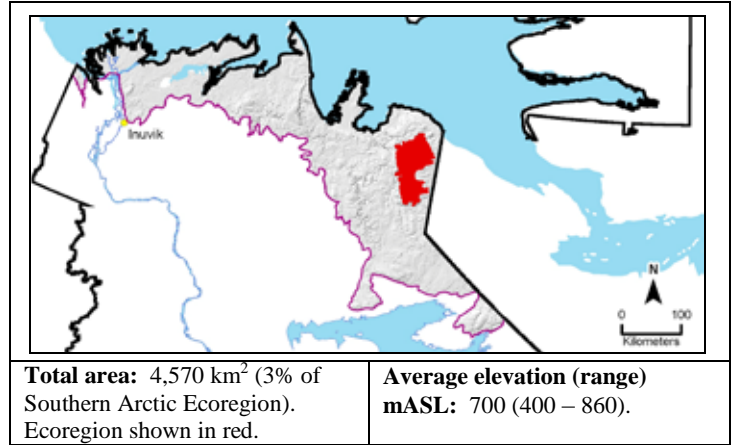 Inuvik
N
0 100
Kilometers
Total area: 4,570 km² (3% of
Southern Arctic Ecoregion).
Ecoregion shown in red.
Average elevation (range)
mASL: 700 (400 – 860).